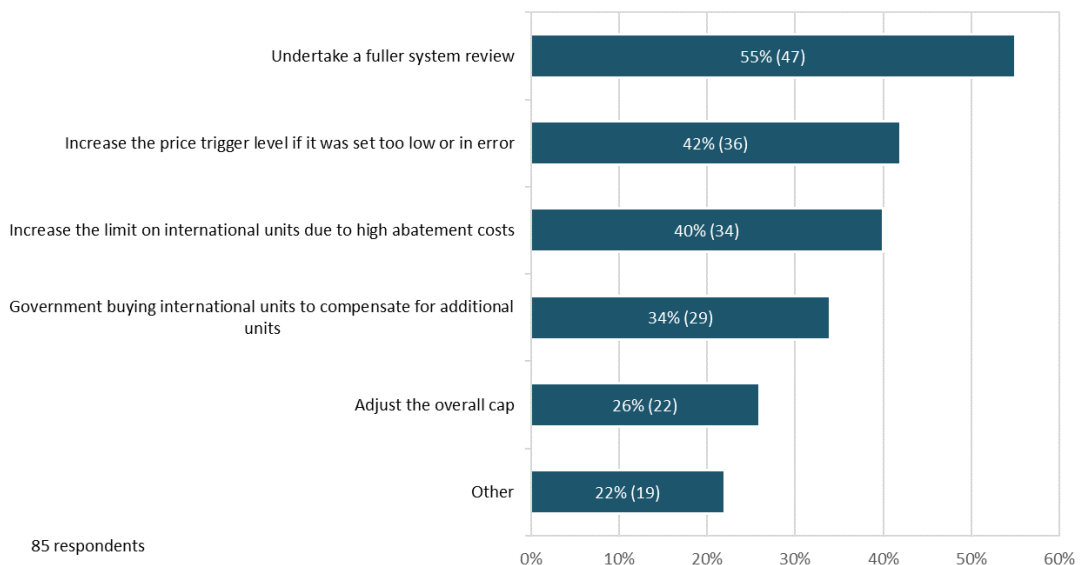 Undertake a fuller system review
55% (47)
Increase the price trigger level if it was set too low or in error
42% (36)
Increase the limit on international units due to high abatement costs
40% (34)
Government buying international units to compensate for additional
units
34% (29)
Adjust the overall cap
26% (22)
Other
22% (19)
85 respondents
0% 10% 20% 30% 40% 50% 60%